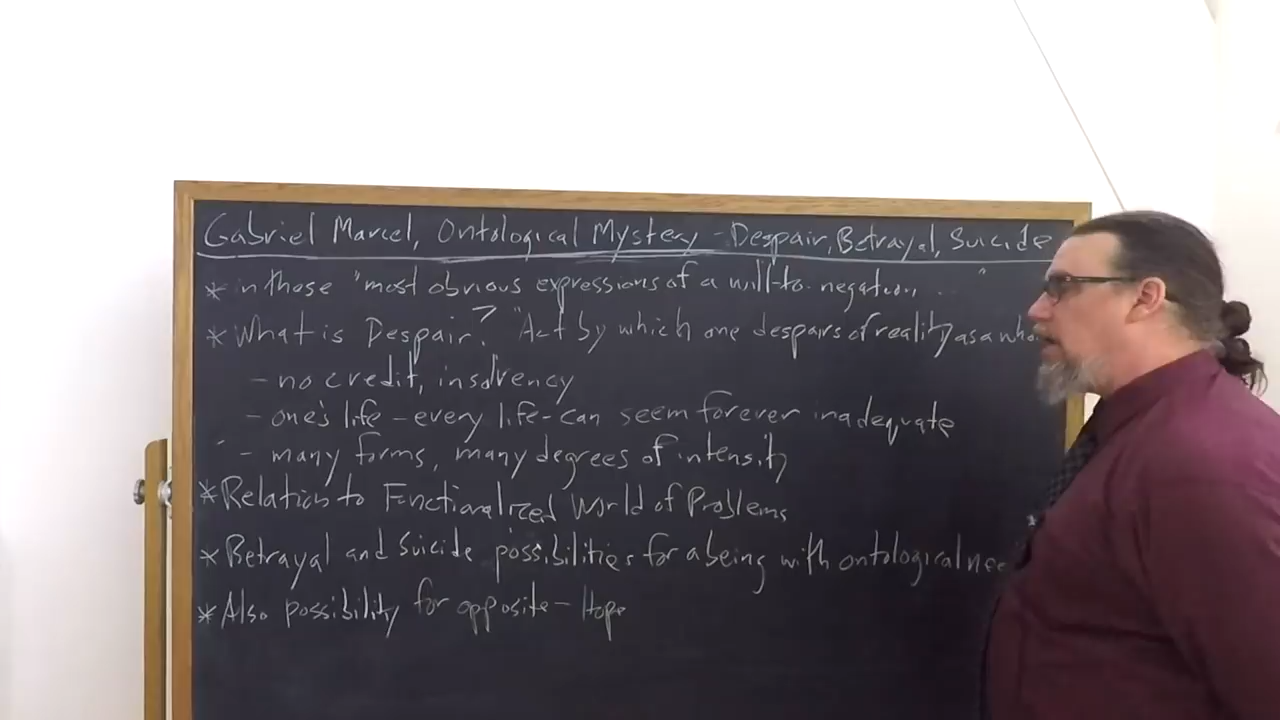 Gabriel Marcel, Ontological Mystery - Despair, Betrayal, Suicide
* in those "most obvious expressions of a will-to-negation..."
* What is Despair? "Act by which one despairs of reality as a who
- no credit, insolvency
- one's life - every life - can seem forever inadequate
- many forms, many degrees of intensity
* Relation to Functionalized World of Problems
* Betrayal and Suicide possibilities for a being with ontological nee
* Also possibility for opposite - Hope